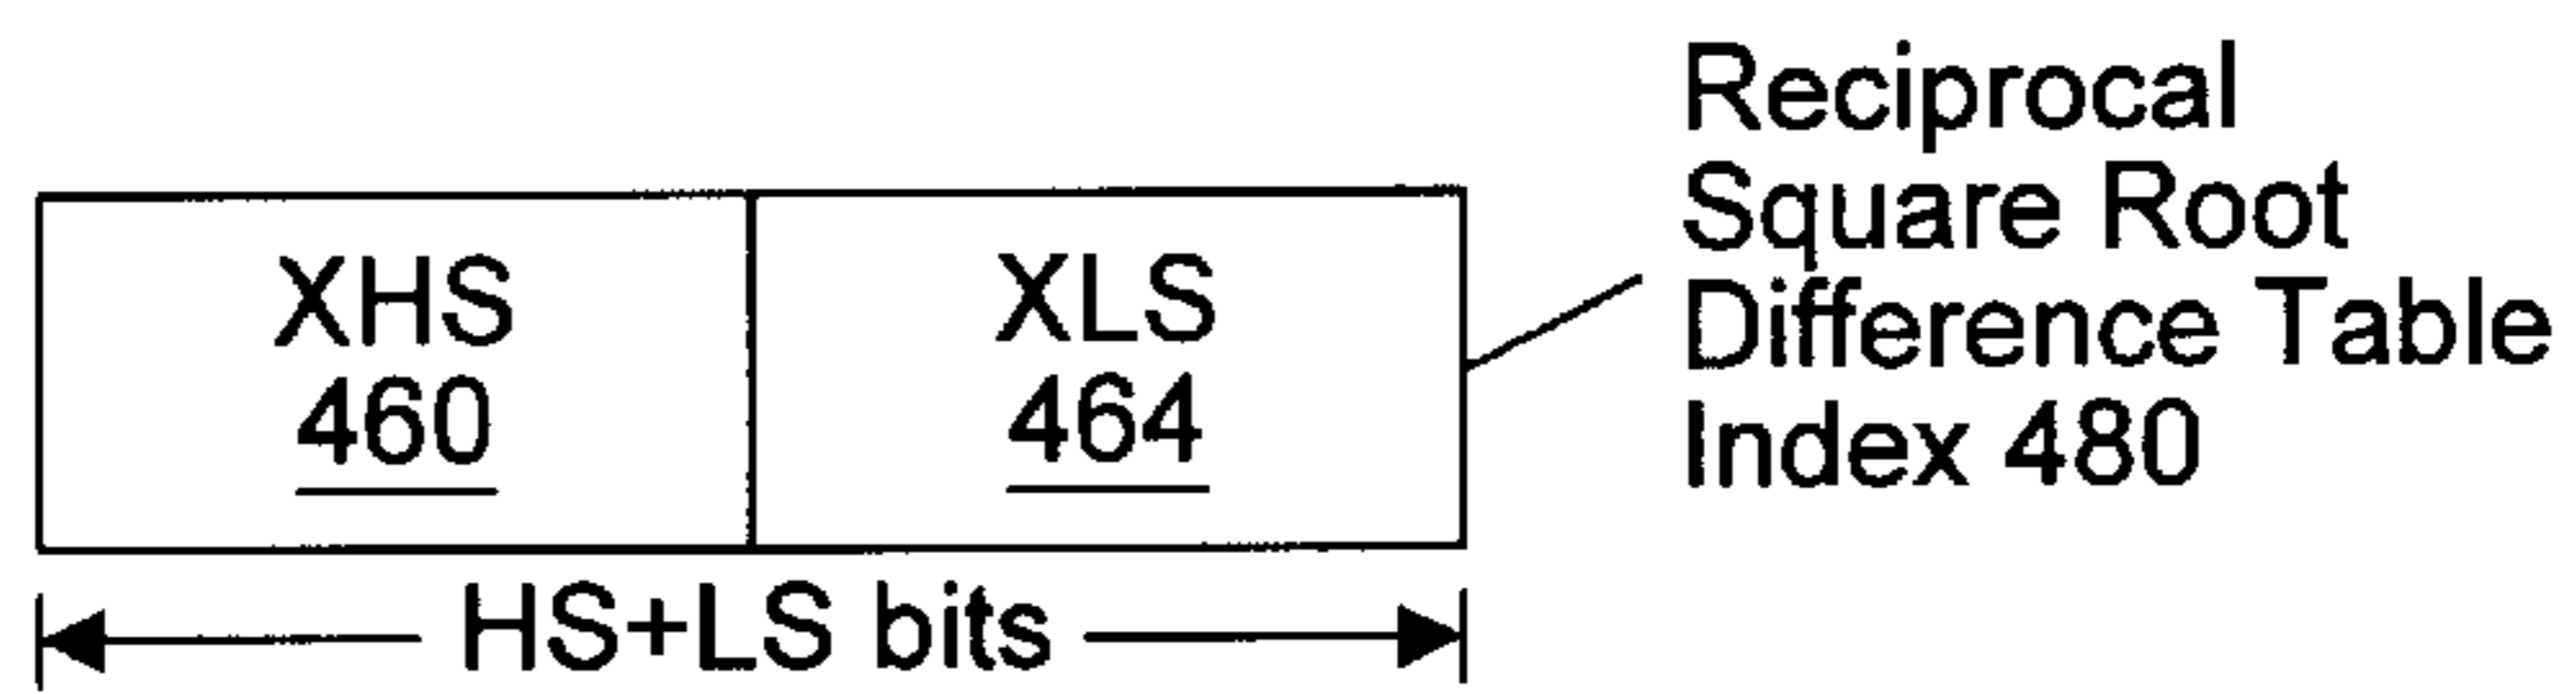 Reciprocal
Square Root
Difference Table
Index 480
XHS
460
XLS
464
HS+LS bits